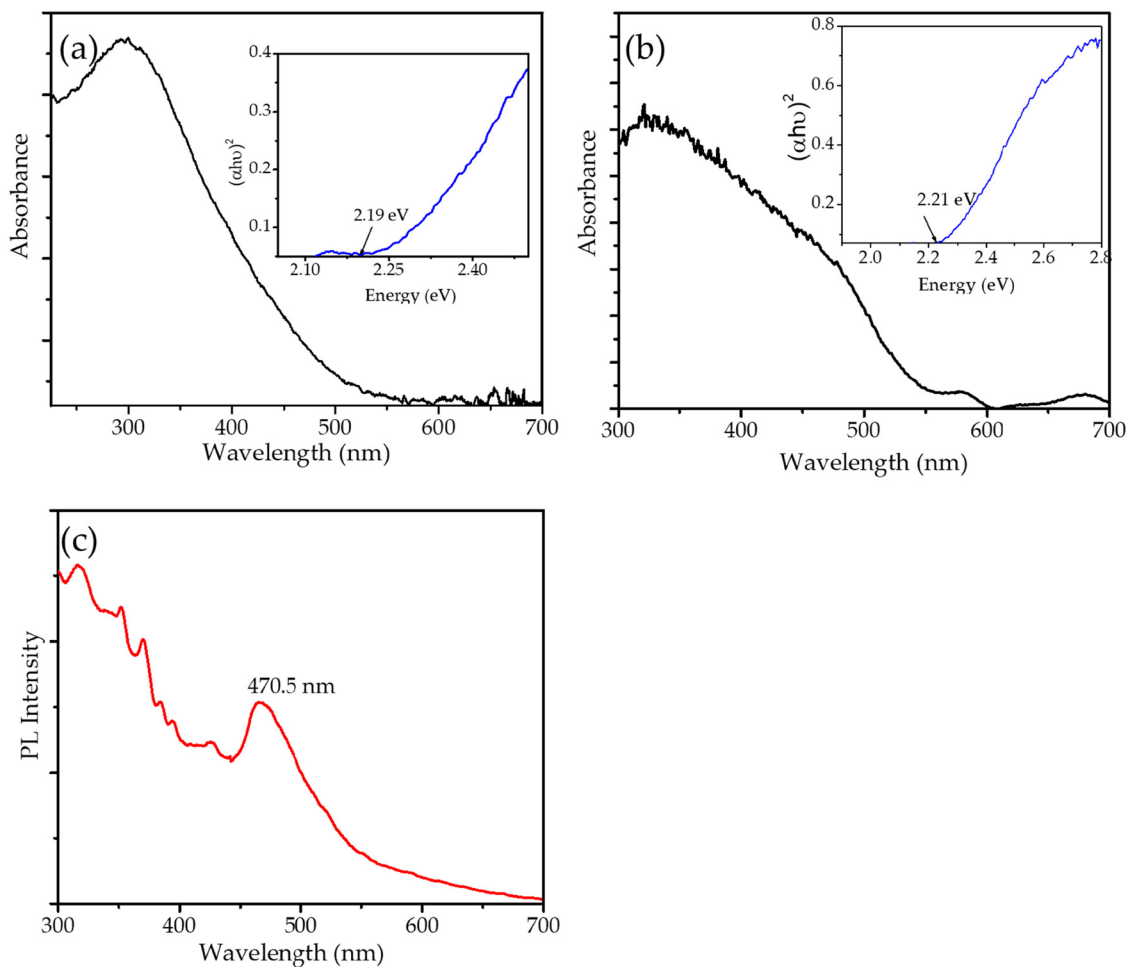 (a)
Absorbance
300
400
500
600
700
Wavelength (nm)
0.4
0.3
0.2
0.1
(αhυ)²
2.19 eV
2.10
2.25
2.40
Energy (eV)
(b)
Absorbance
300
400
500
600
700
Wavelength (nm)
0.8
0.6
0.4
0.2
(αhυ)²
2.21 eV
2.0
2.2
2.4
2.6
2.8
Energy (eV)
(c)
PL Intensity
470.5 nm
300
400
500
600
700
Wavelength (nm)